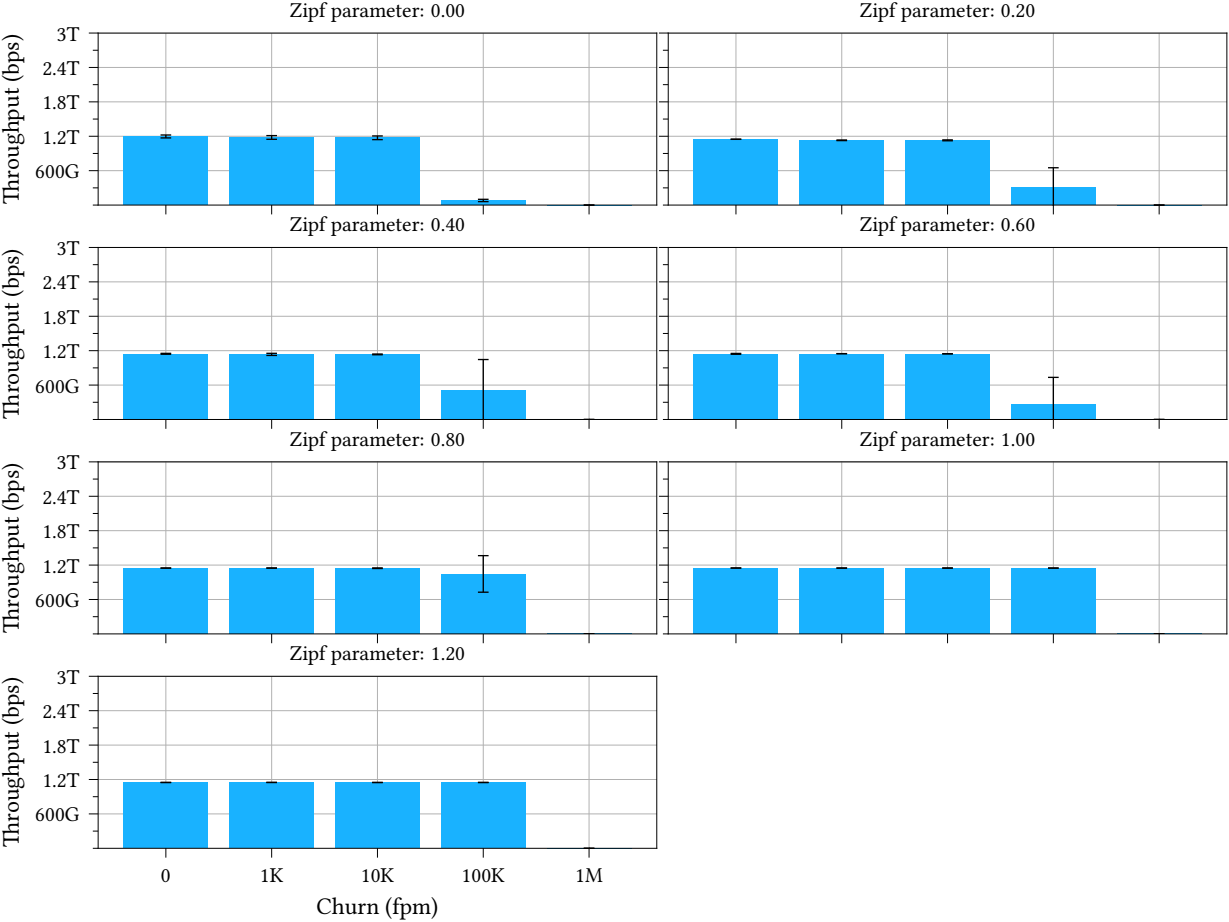 Zipf parameter: 0.00
Zipf parameter: 0.20
Throughput (bps)
3T
2.4T
1.8T
1.2T
600G
Zipf parameter: 0.40
Zipf parameter: 0.60
Throughput (bps)
3T
2.4T
1.8T
1.2T
600G
Zipf parameter: 0.80
Zipf parameter: 1.00
Throughput (bps)
3T
2.4T
1.8T
1.2T
600G
Zipf parameter: 1.20
Throughput (bps)
3T
2.4T
1.8T
1.2T
600G
0 1K 10K 100K 1M
Churn (fpm)